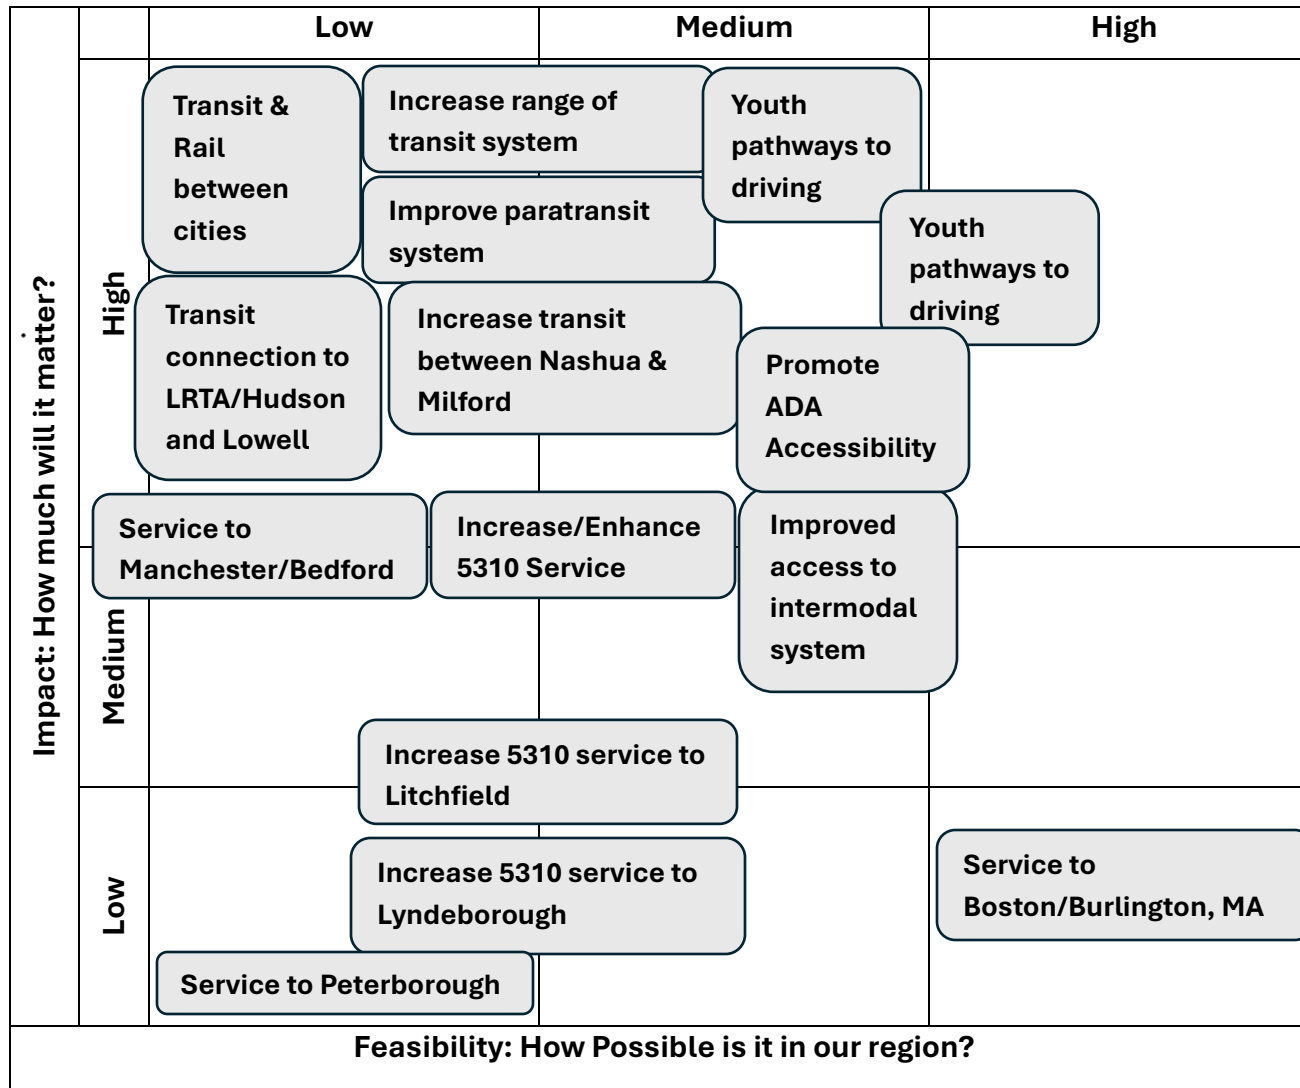 Low
Medium
High
Impact: How much will it matter?
High
Medium
Low
Transit &
Rail
between
cities
Increase range of
transit system
Youth
pathways to
driving
Improve paratransit
system
Youth
pathways to
driving
Transit
connection to
LRTA/Hudson
and Lowell
Increase transit
between Nashua &
Milford
Promote
ADA
Accessibility
Service to
Manchester/Bedford
Increase/Enhance
5310 Service
Improved
access to
intermodal
system
Increase 5310 service to
Litchfield
Increase 5310 service to
Lyndeborough
Service to
Boston/Burlington, MA
Service to Peterborough
Feasibility: How Possible is it in our region?